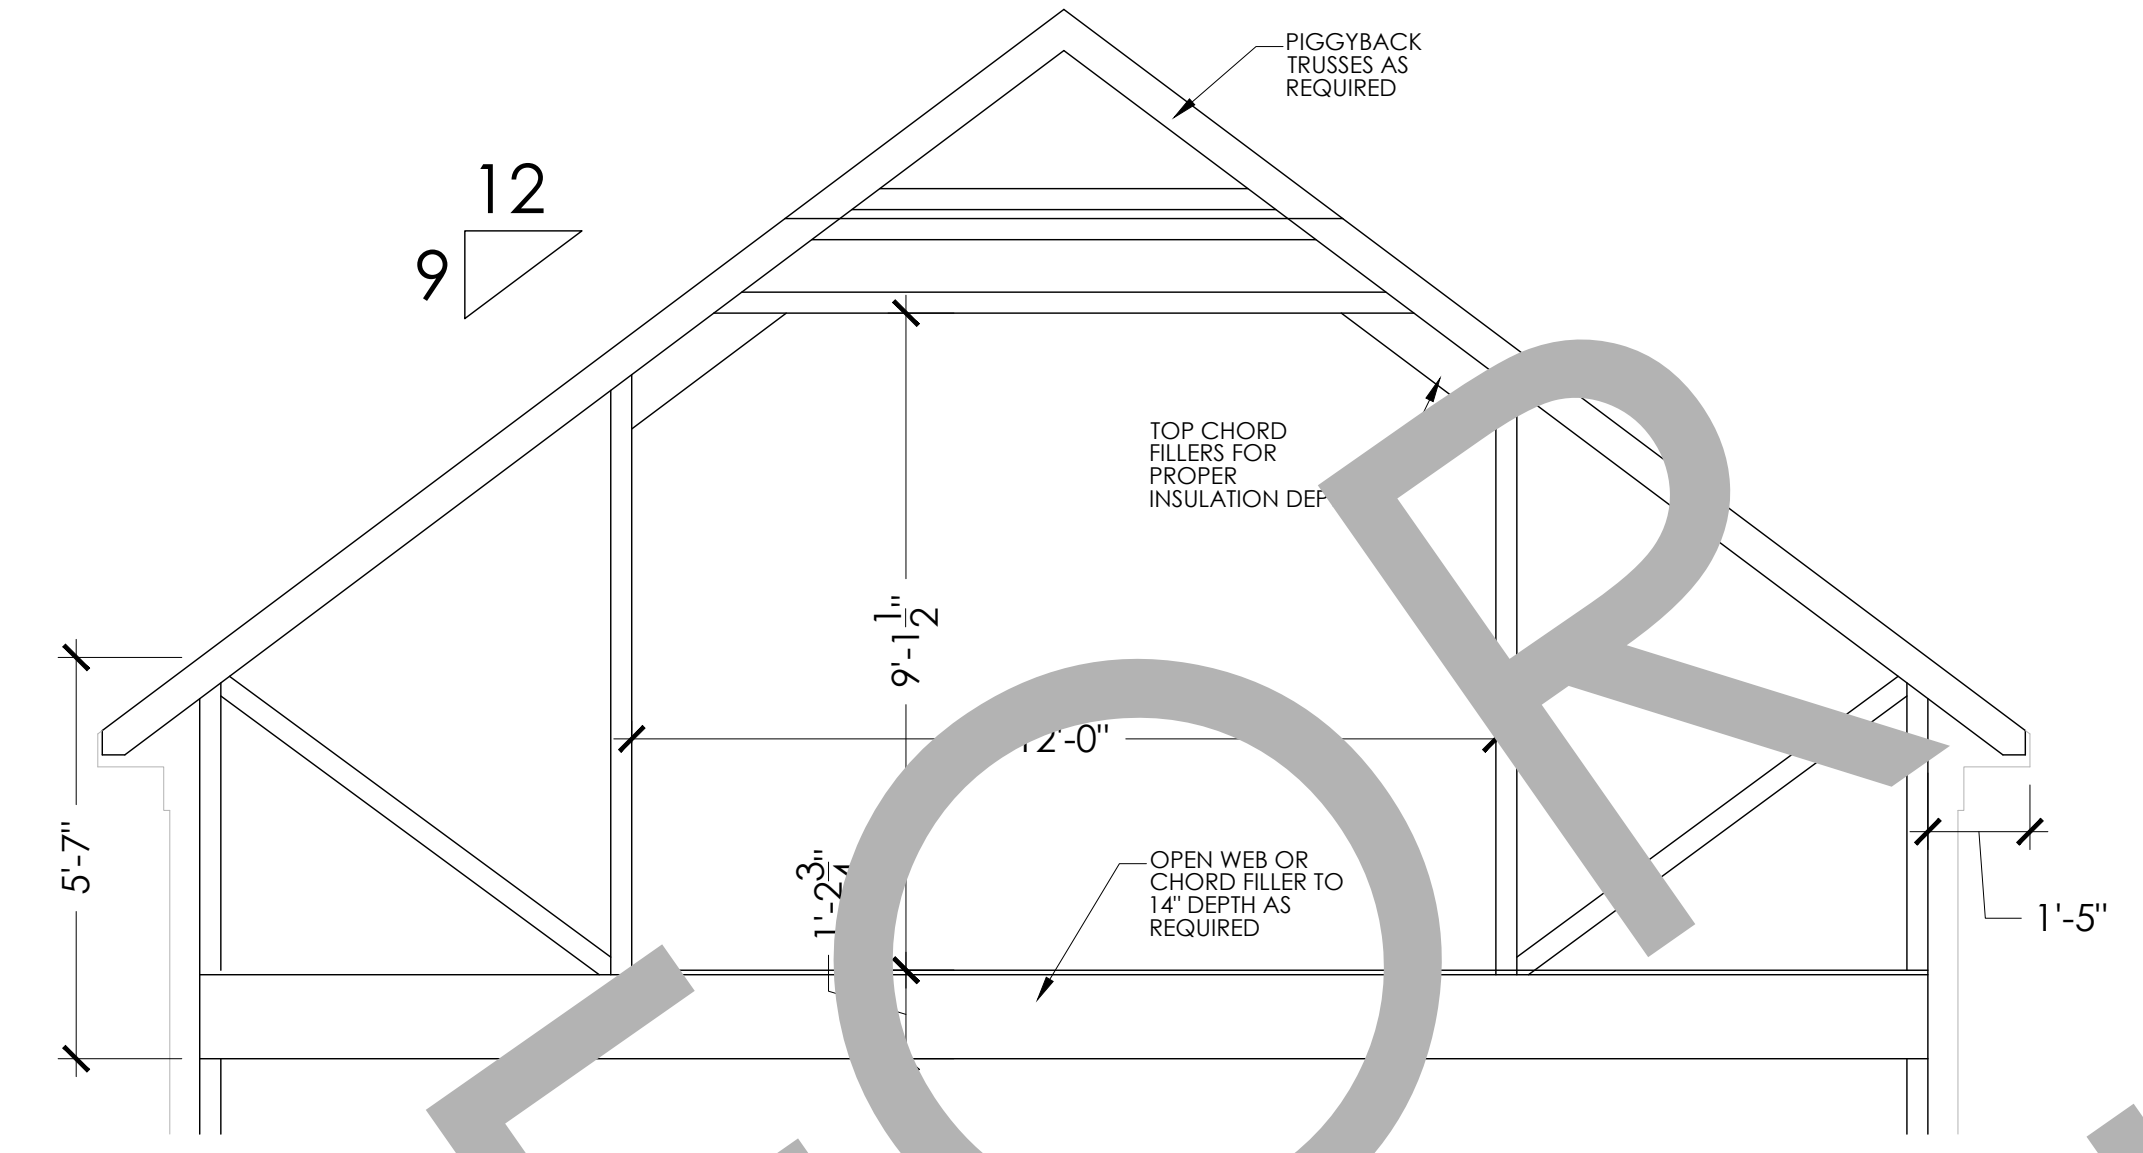 PIGGYBACK
TRUSSES AS
REQUIRED
12
9
TOP CHORD
FILLERS FOR
PROPER
INSULATION
9'-1 1/2"
12'-0"
5'-7"
OPEN WEB OR
CHORD FILLER TO
14" DEPTH AS
REQUIRED
1'-5"
R
O